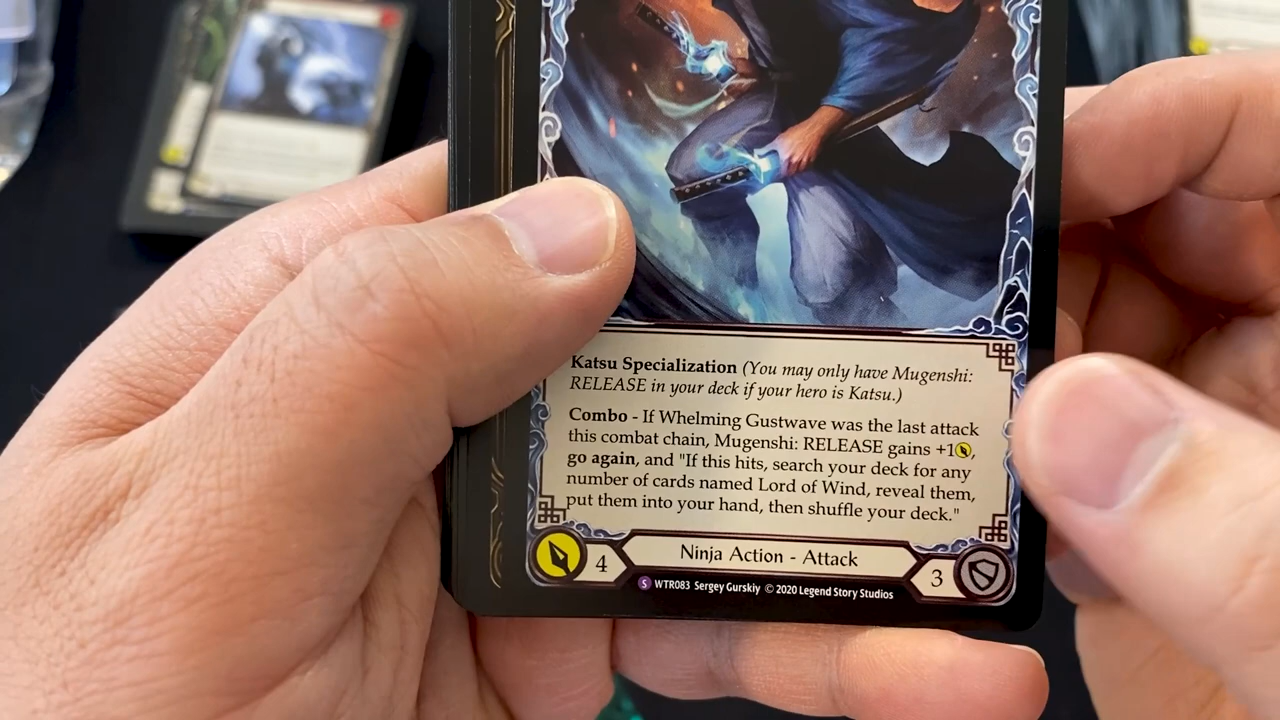 Katsu Specialization (You may only have Mugenshi:
RELEASE in your deck if your hero is Katsu.)
Combo - If Whelming Gustwave was the last attack
this combat chain, Mugenshi: RELEASE gains +1,
go again, and "If this hits, search your deck for any
number of cards named Lord of Wind, reveal them,
put them into your hand, then shuffle your deck."
4
Ninja Action - Attack
3
S WTR083 Sergey Gurskiy © 2020 Legend Story Studios